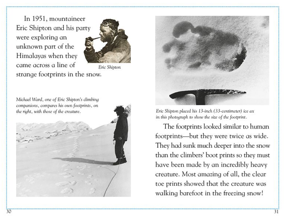 In 1951, mountaineer
Eric Shipton and his party
were exploring an
unknown part of the
Himalayas when they
came across a line of
strange footprints in the snow.
Eric Shipton
Michael Ward, one of Eric Shipton's climbing
companions, compares his own footprints, on
the right, with those of the creature.
30
Eric Shipton placed his 13-inch (33-centimeter) ice ax
in this photograph to show the size of the footprint.
The footprints looked similar to human
footprints—but they were twice as wide.
They had sunk much deeper into the snow
than the climbers' boot prints so they must
have been made by an incredibly heavy
creature. Most amazing of all, the clear
toe prints showed that the creature was
walking barefoot in the freezing snow!
31